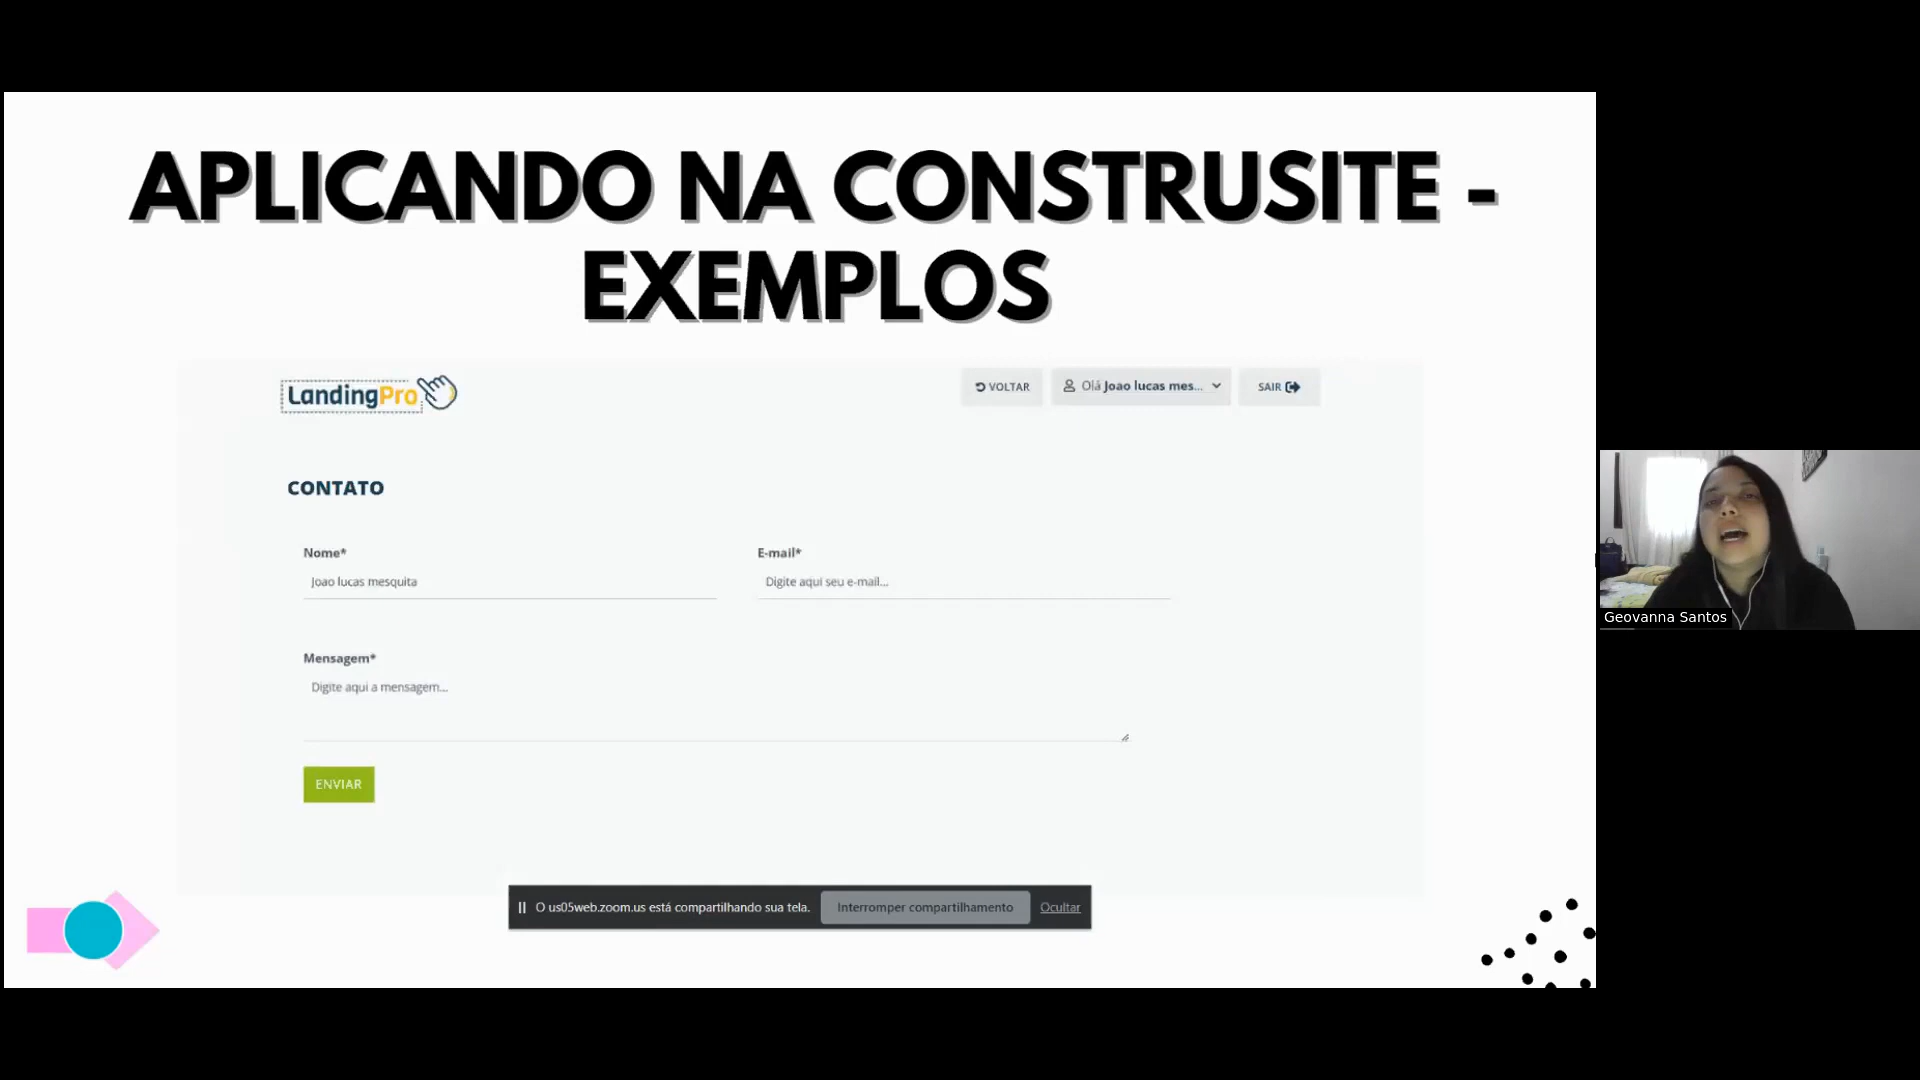 APLICANDO NA CONSTRUSITE -
EXEMPLOS
LandingPro
VOLTAR
Olá Joao lucas mes...
SAIR
CONTATO
Nome*
E-mail*
Joao lucas mesquita
Digite aqui seu e-mail...
Mensagem*
Digite aqui a mensagem...
ENVIAR
O us05web.zoom.us está compartilhando sua tela.
Interromper compartilhamento
Ocultar
Geovanna Santos